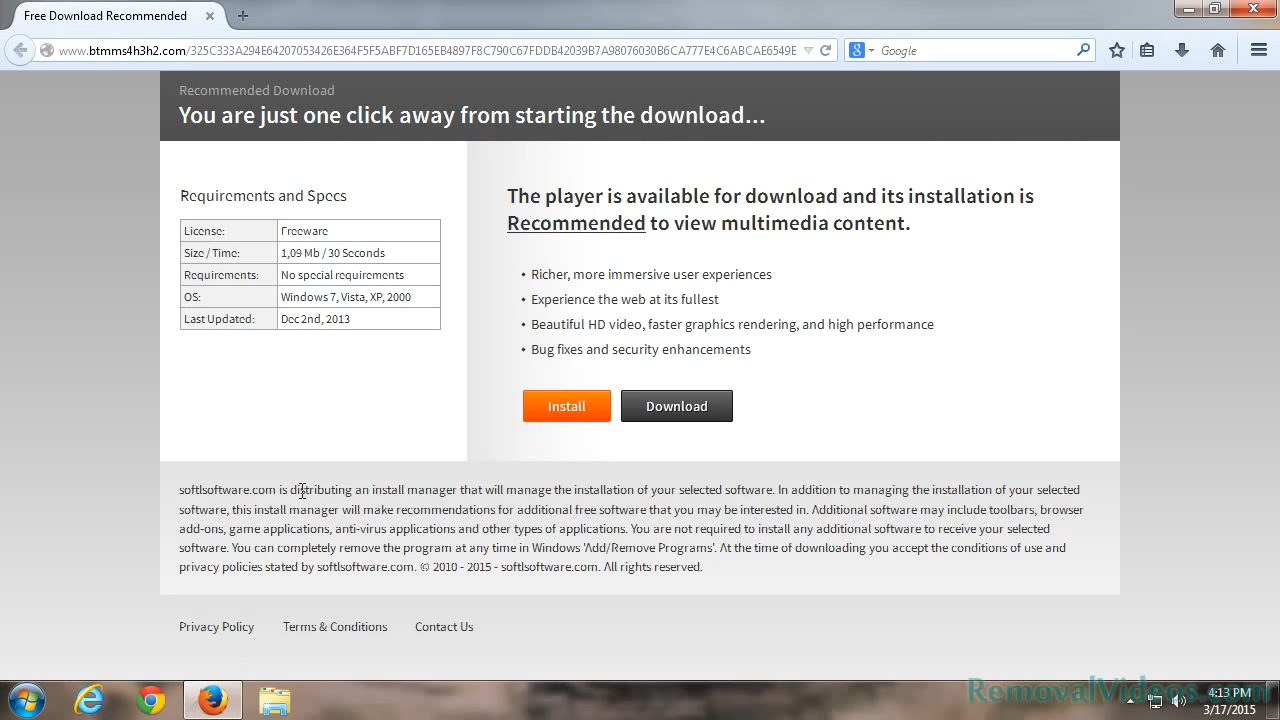 Free Download Recommended
www.btmms4h3h2.com/325C333A294E64207053426E364F5F5ABF7D165EB4897F8C790C67FDDB42039B7A98076030B6CA777E4C6ABCAE6549E
Google
Recommended Download
You are just one click away from starting the download...
Requirements and Specs
License: Freeware
Size / Time: 1,09 Mb / 30 Seconds
Requirements: No special requirements
OS: Windows 7, Vista, XP, 2000
Last Updated: Dec 2nd, 2013
The player is available for download and its installation is
Recommended to view multimedia content.
• Richer, more immersive user experiences
• Experience the web at its fullest
• Beautiful HD video, faster graphics rendering, and high performance
• Bug fixes and security enhancements
Install Download
softlsoftware.com is distributing an install manager that will manage the installation of your selected software. In addition to managing the installation of your selected
software, this install manager will make recommendations for additional free software that you may be interested in. Additional software may include toolbars, browser
add-ons, game applications, anti-virus applications and other types of applications. You are not required to install any additional software to receive your selected
software. You can completely remove the program at any time in Windows 'Add/Remove Programs'. At the time of downloading you accept the conditions of use and
privacy policies stated by softlsoftware.com. © 2010 - 2015 - softlsoftware.com. All rights reserved.
Privacy Policy Terms & Conditions Contact Us
RemovalVideos.com
4:13 PM
3/17/2015